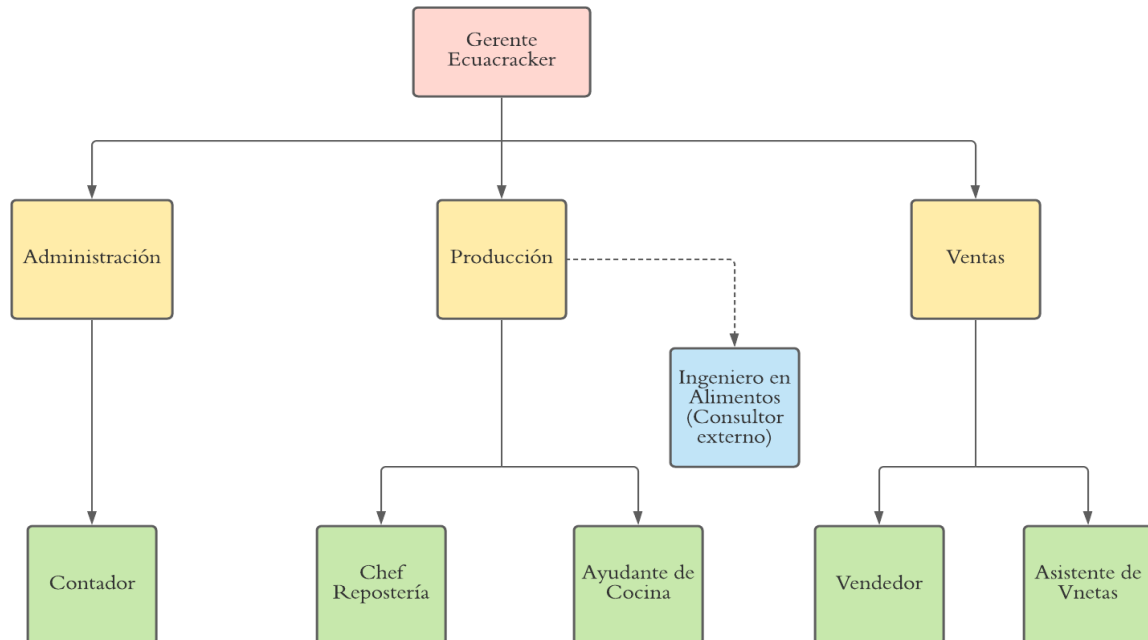 Gerente
Ecuacracker
Administración
Producción
Ventas
Ingeniero en
Alimentos
(Consultor
externo)
Contador
Chef
Repostería
Ayudante de
Cocina
Vendedor
Asistente de
Vnetas